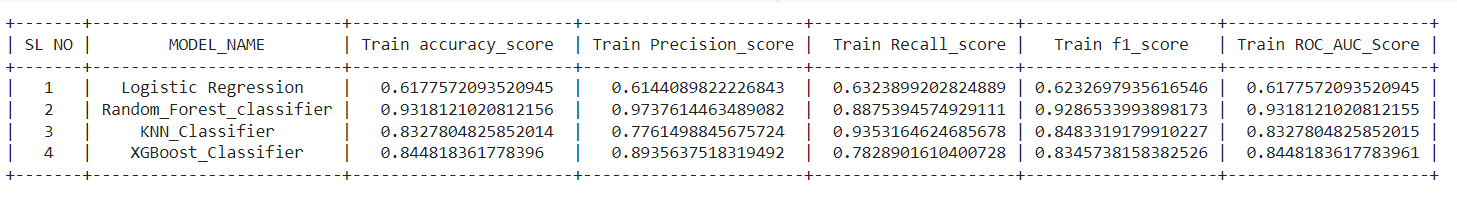 +-------+------------------------+----------------------+-----------------------+--------------------+--------------------+---------------------+
| SL NO |       MODEL_NAME       | Train accuracy_score | Train Precision_score | Train Recall_score |   Train f1_score   | Train ROC_AUC_Score |
+-------+------------------------+----------------------+-----------------------+--------------------+--------------------+---------------------+
|   1   |  Logistic Regression   |  0.6177572093520945  |   0.6144089822226843  | 0.6323899202824889 | 0.6232697935616546 |  0.6177572093520945 |
|   2   | Random_Forest_classifier |  0.9318121020812156  |   0.9737614463489082  | 0.8875394574929111 | 0.9286533993898173 |  0.9318121020812155 |
|   3   |     KNN_Classifier     |  0.8327804825852014  |   0.7761498845675724  | 0.9353164624685678 | 0.8483319179910227 |  0.8327804825852015 |
|   4   |   XGBoost_Classifier   |  0.844818361778396   |   0.8935637518319492  | 0.7828901610400728 | 0.8345738158382526 |  0.8448183617783961 |
+-------+------------------------+----------------------+-----------------------+--------------------+--------------------+---------------------+